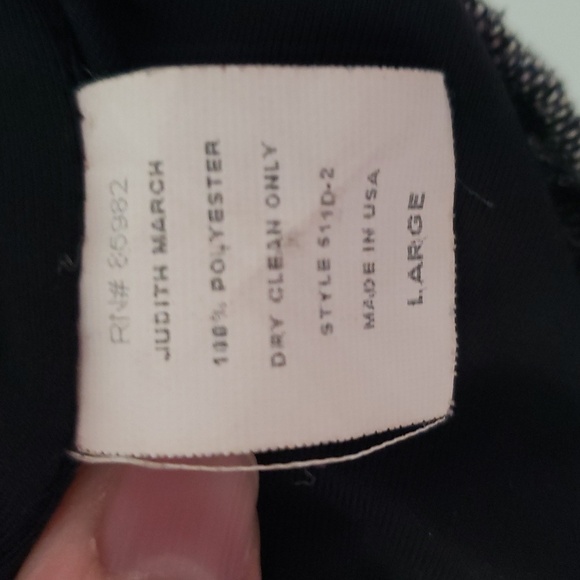 RN# 85982
JUDITH MARCH
100% POLYESTER
DRY CLEAN ONLY
STYLE 511D-2
MADE IN USA
LARGE